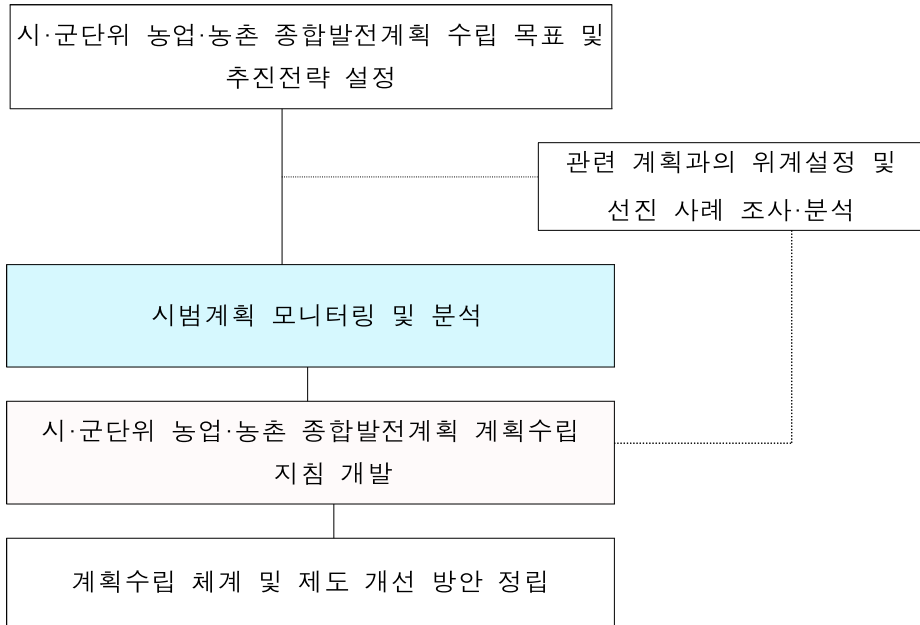 시·군단위 농업·농촌 종합발전계획 수립 목표 및
추진전략 설정
관련 계획과의 위계설정 및
선진 사례 조사·분석
시범계획 모니터링 및 분석
시·군단위 농업·농촌 종합발전계획 계획수립
지침 개발
계획수립 체계 및 제도 개선 방안 정립